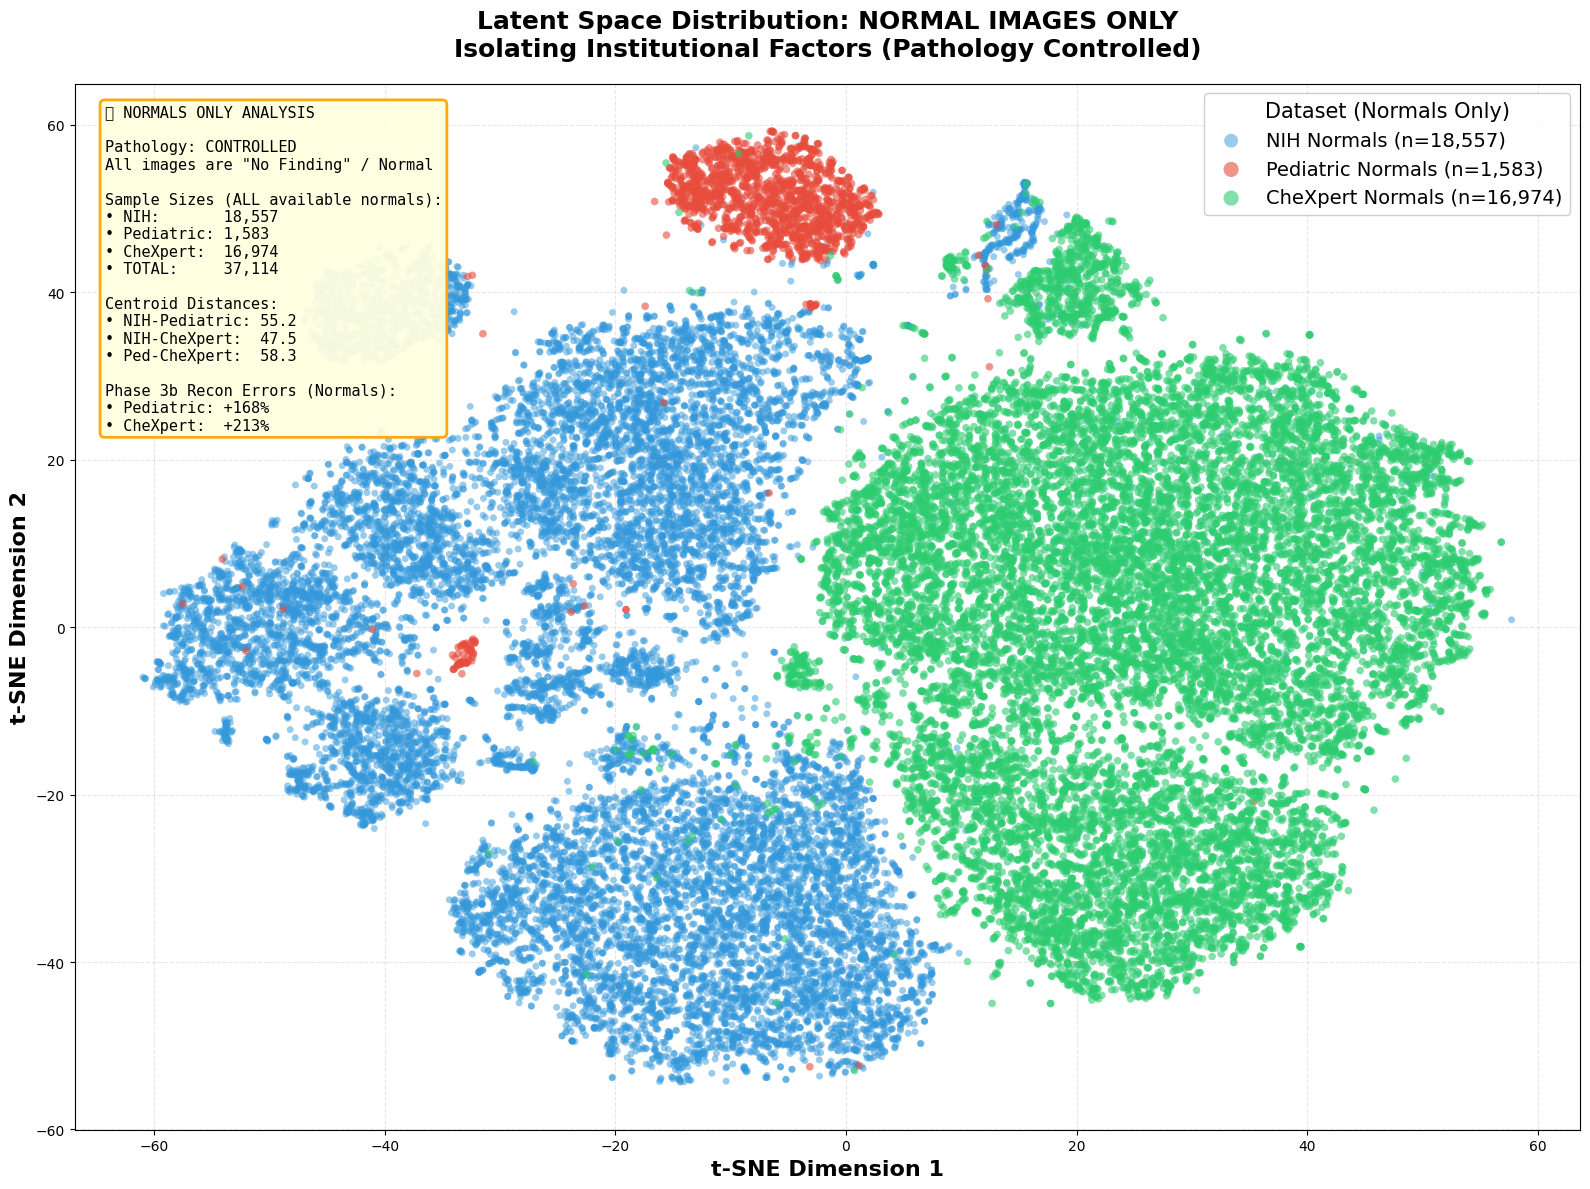 Latent Space Distribution: NORMAL IMAGES ONLY
Isolating Institutional Factors (Pathology Controlled)
NORMALS ONLY ANALYSIS
Pathology: CONTROLLED
All images are "No Finding" / Normal
Sample Sizes (ALL available normals):
• NIH: 18,557
• Pediatric: 1,583
• CheXpert: 16,974
• TOTAL: 37,114
Centroid Distances:
• NIH-Pediatric: 55.2
• NIH-CheXpert: 47.5
• Ped-CheXpert: 58.3
Phase 3b Recon Errors (Normals):
• Pediatric: +168%
• CheXpert: +213%
Dataset (Normals Only)
NIH Normals (n=18,557)
Pediatric Normals (n=1,583)
CheXpert Normals (n=16,974)
t-SNE Dimension 2
60
40
20
0
−20
−40
−60
−60 −40 −20 0 20 40 60
t-SNE Dimension 1